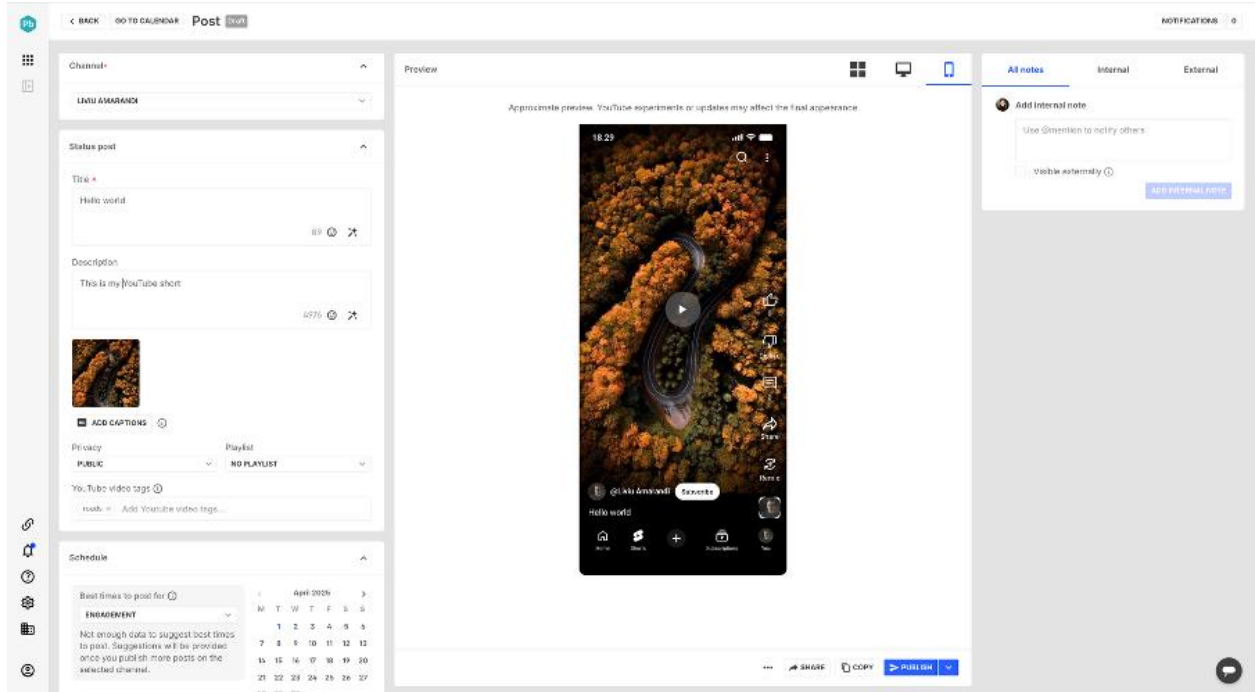 Pb
< BACK
GO TO CALENDAR
Post
Draft
NOTIFICATIONS 0
Channel*
LIVIU AMARANDI
Status post
Title *
Hello world
89
Description
This is my YouTube short
4976
ADD CAPTIONS
Privacy
PUBLIC
Playlist
NO PLAYLIST
YouTube video tags
roads ×
Add Youtube video tags...
Schedule
Best times to post for
ENGAGEMENT
Not enough data to suggest best times
to post. Suggestions will be provided
once you publish more posts on the
selected channel.
April 2025
M T W T F S S
1 2 3 4 5 6
7 8 9 10 11 12 13
14 15 16 17 18 19 20
21 22 23 24 25 26 27
Preview
Approximate preview. YouTube experiments or updates may affect the final appearance.
18.29
Share
@Liviu Amarandi
Subscribe
Hello world
Home
Shorts
Subscriptions
You
SHARE
COPY
PUBLISH
All notes
Internal
External
Add internal note
Use @mention to notify others
Visible externally
ADD INTERNAL NOTE